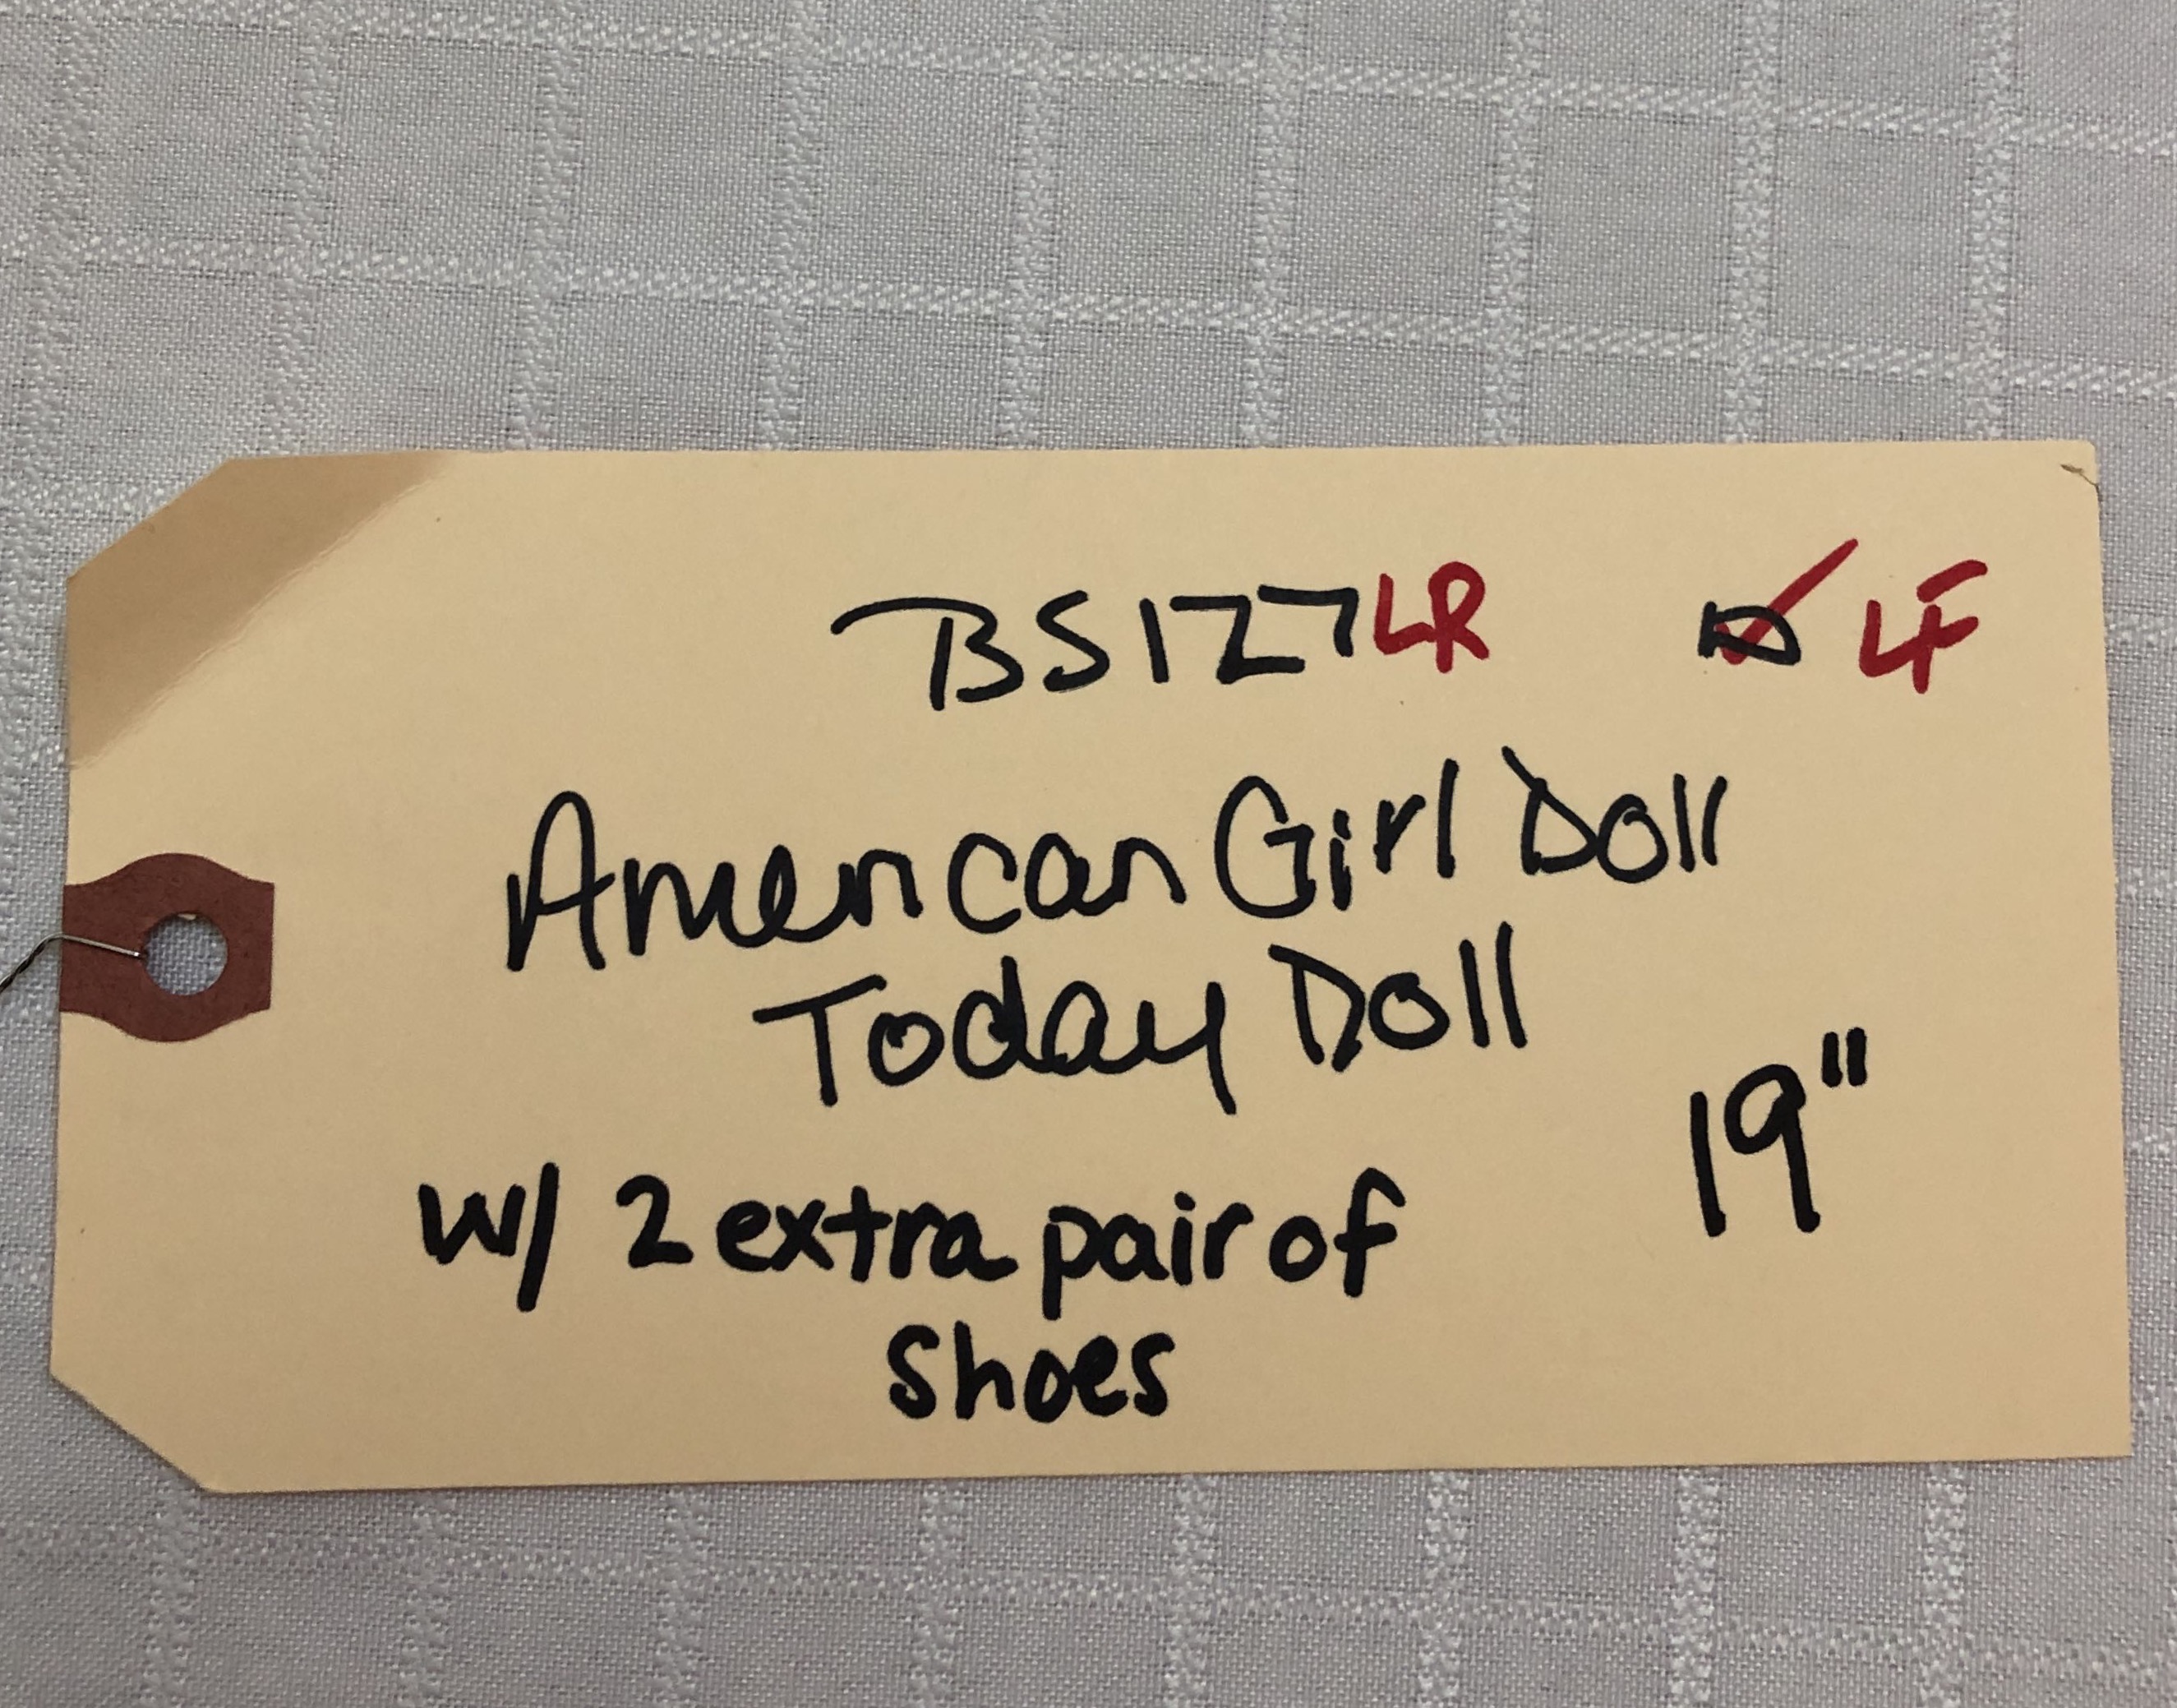 BS127LR ☑ LF
American Girl Doll
Today Doll
19"
w/ 2 extra pair of
shoes